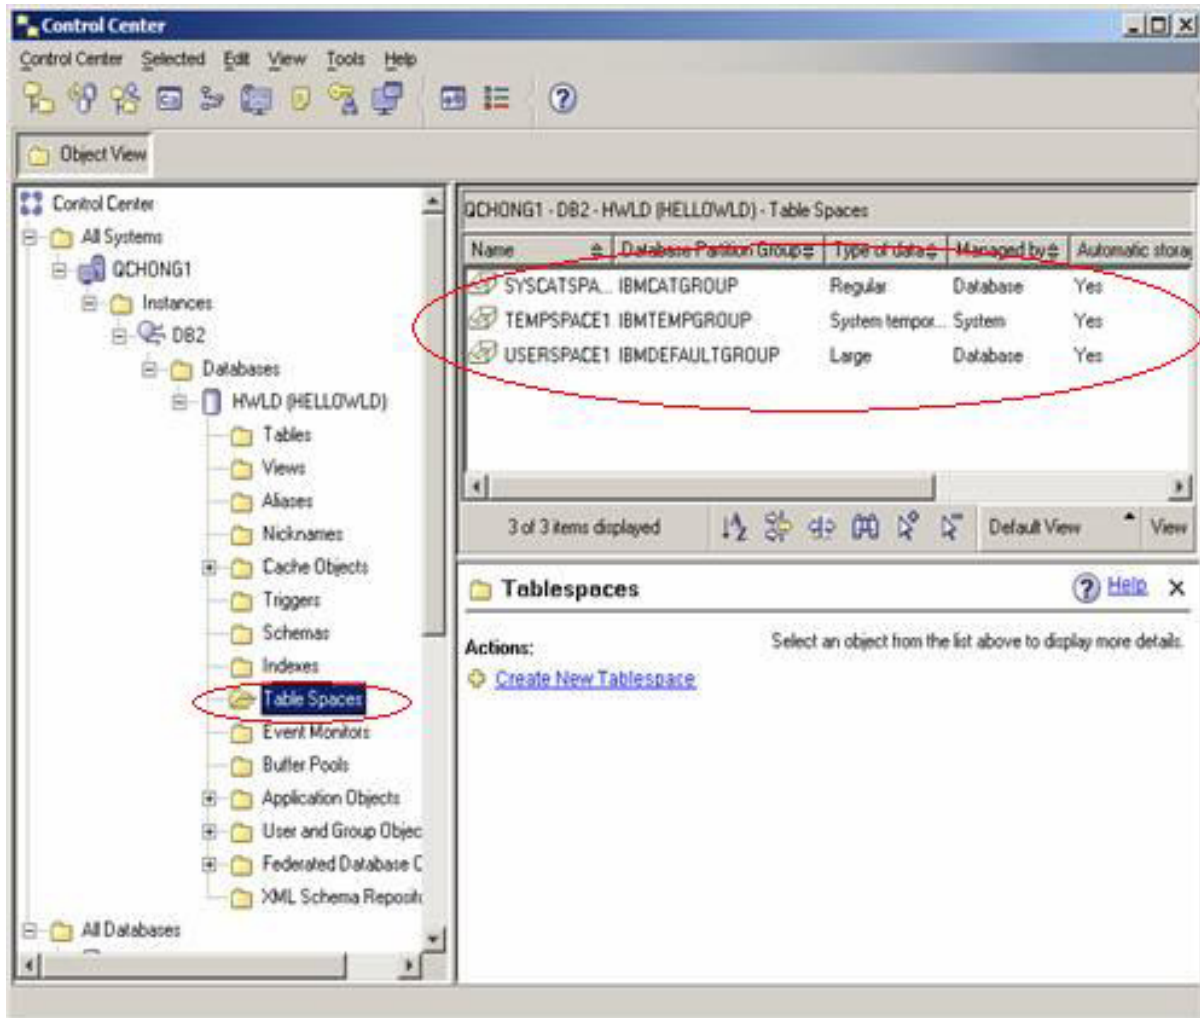 Control Center
Control Center Selected Edit View Tools Help
Object View
Control Center
All Systems
QCHONG1
Instances
DB2
Databases
HWLD (HELLOWLD)
Tables
Views
Aliases
Nicknames
Cache Objects
Triggers
Schemas
Indexes
Table Spaces
Event Monitors
Buffer Pools
Application Objects
User and Group Objec
Federated Database
XML Schema Reposit
All Databases
QCHONG1 - DB2 - HWLD (HELLOWLD) - Table Spaces
Name Database Partition Group Type of data Managed by Automatic storag
SYSCATSPA... IBMCATGROUP Regular Database Yes
TEMPSPACE1 IBMTEMPGROUP System tempor... System Yes
USERSPACE1 IBMDEFAULTGROUP Large Database Yes
3 of 3 items displayed Default View View
Tablespaces Help
Actions:
Select an object from the list above to display more details.
Create New Tablespace